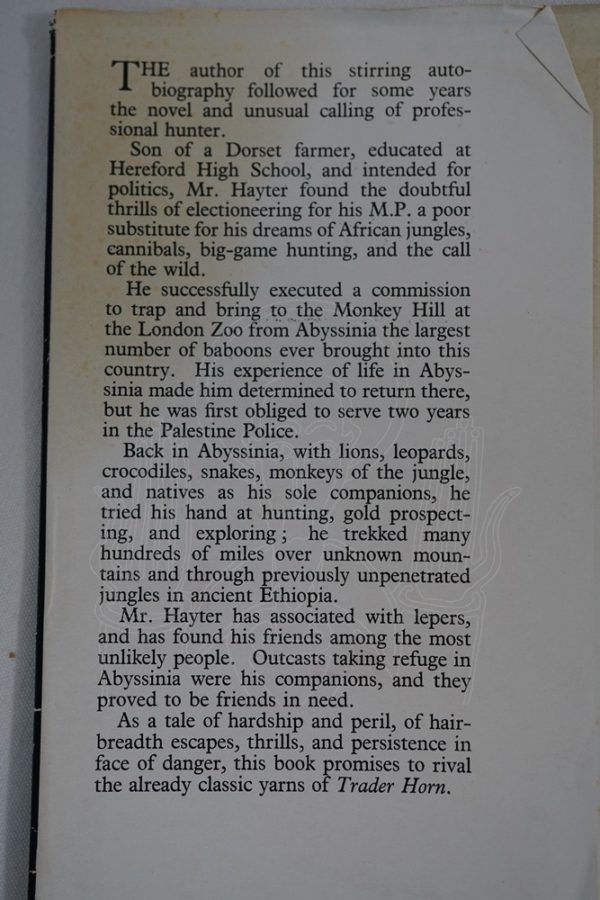 THE author of this stirring auto-
biography followed for some years
the novel and unusual calling of profes-
sional hunter.
Son of a Dorset farmer, educated at
Hereford High School, and intended for
politics, Mr. Hayter found the doubtful
thrills of electioneering for his M.P. a poor
substitute for his dreams of African jungles,
cannibals, big-game hunting, and the call
of the wild.
He successfully executed a commission
to trap and bring to the Monkey Hill at
the London Zoo from Abyssinia the largest
number of baboons ever brought into this
country. His experience of life in Abys-
sinia made him determined to return there,
but he was first obliged to serve two years
in the Palestine Police.
Back in Abyssinia, with lions, leopards,
crocodiles, snakes, monkeys of the jungle,
and natives as his sole companions, he
tried his hand at hunting, gold prospect-
ing, and exploring; he trekked many
hundreds of miles over unknown moun-
tains and through previously unpenetrated
jungles in ancient Ethiopia.
Mr. Hayter has associated with lepers,
and has found his friends among the most
unlikely people. Outcasts taking refuge in
Abyssinia were his companions, and they
proved to be friends in need.
As a tale of hardship and peril, of hair-
breadth escapes, thrills, and persistence in
face of danger, this book promises to rival
the already classic yarns of Trader Horn.